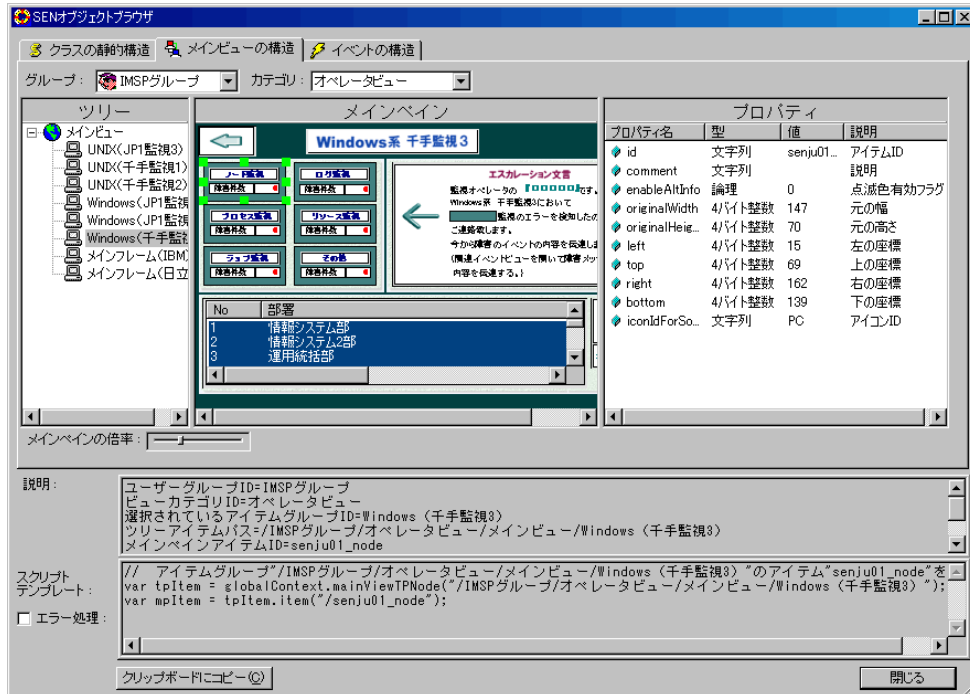 SENオブジェクトブラウザ
クラスの静的構造
メインビューの構造
イベントの構造
グループ：
IMSPグループ
カテゴリ：
オペレータビュー
ツリー
メインビュー
UNIX(JP1監視3)
UNIX(千手監視1)
UNIX(千手監視2)
Windows(JP1監視
Windows(JP1監視
Windows(千手監視
メインフレーム(IBM)
メインフレーム(日立
メインペイン
Windows系 千手監視３
ノード監視
障害件数
ログ監視
障害件数
プロセス監視
障害件数
リソース監視
障害件数
ジョブ監視
障害件数
その他
障害件数
エスカレーション文言
監視オペレータの『○○○○○』です。
Windows系 千手監視3において
監視のエラーを検知したの
ご連絡致します。
今から障害のイベントの内容を伝達しま
(関連イベントビューを開いて障害メッ
内容を伝達する。)
No 部署
1 情報システム部
2 情報システム2部
3 運用統括部
プロパティ
プロパティ名 型 値 説明
id 文字列 senju01... アイテムID
comment 文字列 説明
enableAltInfo 論理 0 点滅色有効フラグ
originalWidth 4バイト整数 147 元の幅
originalHeig... 4バイト整数 70 元の高さ
left 4バイト整数 15 左の座標
top 4バイト整数 69 上の座標
right 4バイト整数 162 右の座標
bottom 4バイト整数 139 下の座標
iconIdForSo... 文字列 PC アイコンID
メインペインの倍率：
説明：
ユーザーグループID=IMSPグループ
ビューカテゴリID=オペレータビュー
選択されているアイテムグループID=Windows（千手監視3）
ツリーアイテムパス=/IMSPグループ/オペレータビュー/メインビュー/Windows（千手監視3）
メインペインアイテムID=senju01_node
スクリプト
テンプレート：
エラー処理：
//　アイテムグループ"/IMSPグループ/オペレータビュー/メインビュー/Windows（千手監視3）"のアイテム"senju01_node"を
var tpItem = globalContext.mainViewTPNode("/IMSPグループ/オペレータビュー/メインビュー/Windows（千手監視3）");
var mpItem = tpItem.item("/senju01_node");
クリップボードにコピー(C)
閉じる